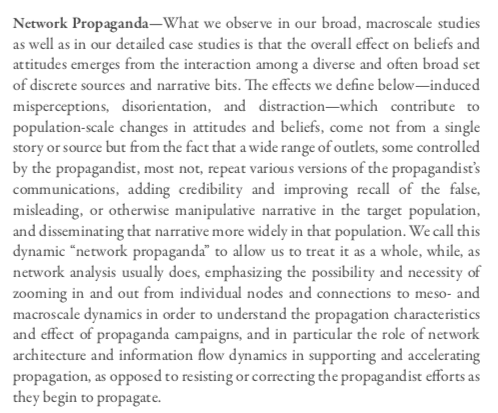 Network Propaganda—What we observe in our broad, macroscale studies
as well as in our detailed case studies is that the overall effect on beliefs and
attitudes emerges from the interaction among a diverse and often broad set
of discrete sources and narrative bits. The effects we define below—induced
misperceptions, disorientation, and distraction—which contribute to
population-scale changes in attitudes and beliefs, come not from a single
story or source but from the fact that a wide range of outlets, some controlled
by the propagandist, most not, repeat various versions of the propagandist's
communications, adding credibility and improving recall of the false,
misleading, or otherwise manipulative narrative in the target population,
and disseminating that narrative more widely in that population. We call this
dynamic “network propaganda” to allow us to treat it as a whole, while, as
network analysis usually does, emphasizing the possibility and necessity of
zooming in and out from individual nodes and connections to meso- and
macroscale dynamics in order to understand the propagation characteristics
and effect of propaganda campaigns, and in particular the role of network
architecture and information flow dynamics in supporting and accelerating
propagation, as opposed to resisting or correcting the propagandist efforts as
they begin to propagate.